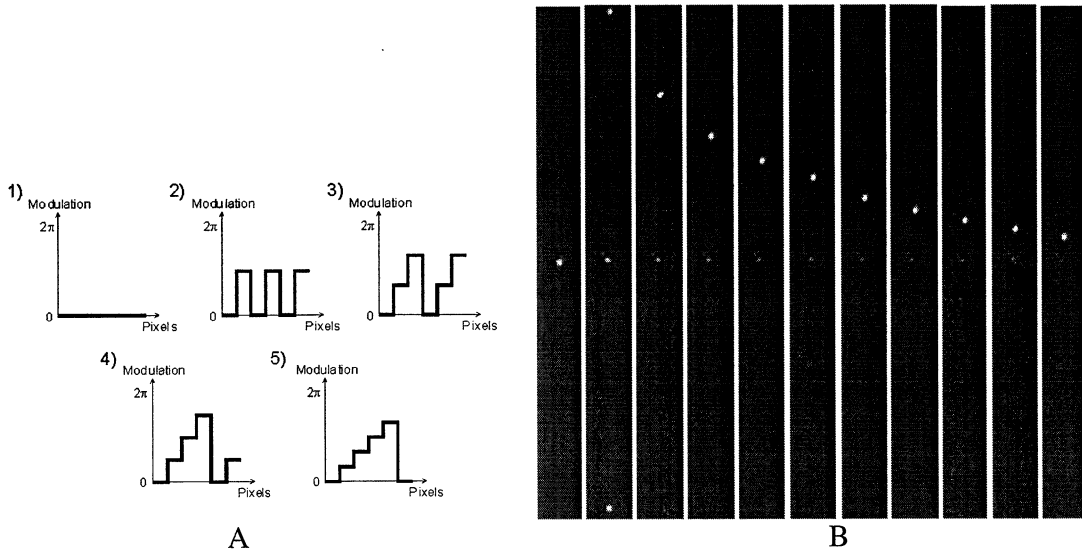 1)
Modulation
2π
0
Pixels
2)
Modulation
2π
0
Pixels
3)
Modulation
2π
0
Pixels
4)
Modulation
2π
0
Pixels
5)
Modulation
2π
0
Pixels
A
B